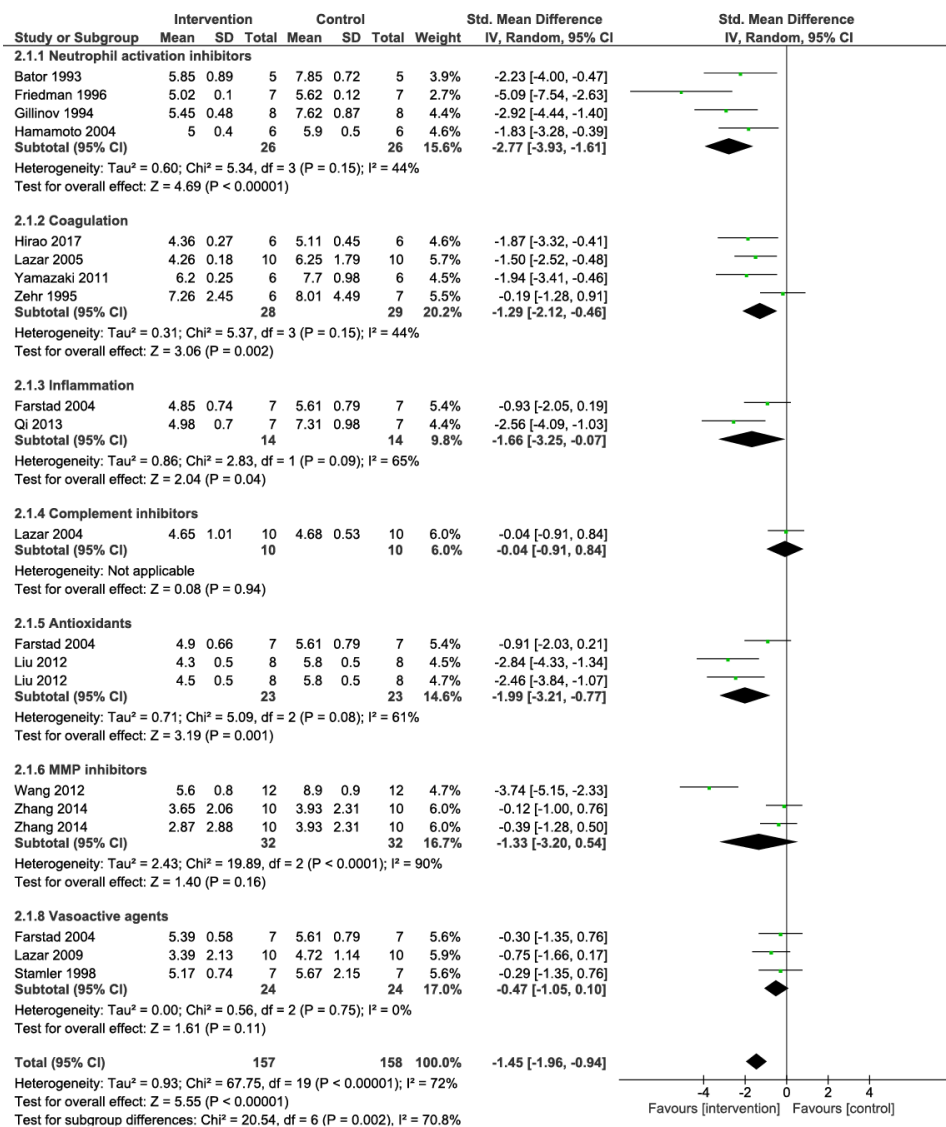 Intervention Control Std. Mean Difference Std. Mean Difference
Study or Subgroup Mean SD Total Mean SD Total Weight IV, Random, 95% CI IV, Random, 95% CI
2.1.1 Neutrophil activation inhibitors
Bator 1993 5.85 0.89 5 7.85 0.72 5 3.9% -2.23 [-4.00, -0.47]
Friedman 1996 5.02 0.1 7 5.62 0.12 7 2.7% -5.09 [-7.54, -2.63]
Gillinov 1994 5.45 0.48 8 7.62 0.87 8 4.4% -2.92 [-4.44, -1.40]
Hamamoto 2004 5 0.4 6 5.9 0.5 6 4.6% -1.83 [-3.28, -0.39]
Subtotal (95% CI) 26 26 15.6% -2.77 [-3.93, -1.61]
Heterogeneity: Tau² = 0.60; Chi² = 5.34, df = 3 (P = 0.15); I² = 44%
Test for overall effect: Z = 4.69 (P < 0.00001)
2.1.2 Coagulation
Hirao 2017 4.36 0.27 6 5.11 0.45 6 4.6% -1.87 [-3.32, -0.41]
Lazar 2005 4.26 0.18 10 6.25 1.79 10 5.7% -1.50 [-2.52, -0.48]
Yamazaki 2011 6.2 0.25 6 7.7 0.98 6 4.5% -1.94 [-3.41, -0.46]
Zehr 1995 7.26 2.45 6 8.01 4.49 7 5.5% -0.19 [-1.28, 0.91]
Subtotal (95% CI) 28 29 20.2% -1.29 [-2.12, -0.46]
Heterogeneity: Tau² = 0.31; Chi² = 5.37, df = 3 (P = 0.15); I² = 44%
Test for overall effect: Z = 3.06 (P = 0.002)
2.1.3 Inflammation
Farstad 2004 4.85 0.74 7 5.61 0.79 7 5.4% -0.93 [-2.05, 0.19]
Qi 2013 4.98 0.7 7 7.31 0.98 7 4.4% -2.56 [-4.09, -1.03]
Subtotal (95% CI) 14 14 9.8% -1.66 [-3.25, -0.07]
Heterogeneity: Tau² = 0.86; Chi² = 2.83, df = 1 (P = 0.09); I² = 65%
Test for overall effect: Z = 2.04 (P = 0.04)
2.1.4 Complement inhibitors
Lazar 2004 4.65 1.01 10 4.68 0.53 10 6.0% -0.04 [-0.91, 0.84]
Subtotal (95% CI) 10 10 6.0% -0.04 [-0.91, 0.84]
Heterogeneity: Not applicable
Test for overall effect: Z = 0.08 (P = 0.94)
2.1.5 Antioxidants
Farstad 2004 4.9 0.66 7 5.61 0.79 7 5.4% -0.91 [-2.03, 0.21]
Liu 2012 4.3 0.5 8 5.8 0.5 8 4.5% -2.84 [-4.33, -1.34]
Liu 2012 4.5 0.5 8 5.8 0.5 8 4.7% -2.46 [-3.84, -1.07]
Subtotal (95% CI) 23 23 14.6% -1.99 [-3.21, -0.77]
Heterogeneity: Tau² = 0.71; Chi² = 5.09, df = 2 (P = 0.08); I² = 61%
Test for overall effect: Z = 3.19 (P = 0.001)
2.1.6 MMP inhibitors
Wang 2012 5.6 0.8 12 8.9 0.9 12 4.7% -3.74 [-5.15, -2.33]
Zhang 2014 3.65 2.06 10 3.93 2.31 10 6.0% -0.12 [-1.00, 0.76]
Zhang 2014 2.87 2.88 10 3.93 2.31 10 6.0% -0.39 [-1.28, 0.50]
Subtotal (95% CI) 32 32 16.7% -1.33 [-3.20, 0.54]
Heterogeneity: Tau² = 2.43; Chi² = 19.89, df = 2 (P < 0.0001); I² = 90%
Test for overall effect: Z = 1.40 (P = 0.16)
2.1.8 Vasoactive agents
Farstad 2004 5.39 0.58 7 5.61 0.79 7 5.6% -0.30 [-1.35, 0.76]
Lazar 2009 3.39 2.13 10 4.72 1.14 10 5.9% -0.75 [-1.66, 0.17]
Stamler 1998 5.17 0.74 7 5.67 2.15 7 5.6% -0.29 [-1.35, 0.76]
Subtotal (95% CI) 24 24 17.0% -0.47 [-1.05, 0.10]
Heterogeneity: Tau² = 0.00; Chi² = 0.56, df = 2 (P = 0.75); I² = 0%
Test for overall effect: Z = 1.61 (P = 0.11)
Total (95% CI) 157 158 100.0% -1.45 [-1.96, -0.94]
Heterogeneity: Tau² = 0.93; Chi² = 67.75, df = 19 (P < 0.00001); I² = 72%
Test for overall effect: Z = 5.55 (P < 0.00001)
Test for subgroup differences: Chi² = 20.54, df = 6 (P = 0.002), I² = 70.8%
-4 -2 0 2 4
Favours [intervention] Favours [control]